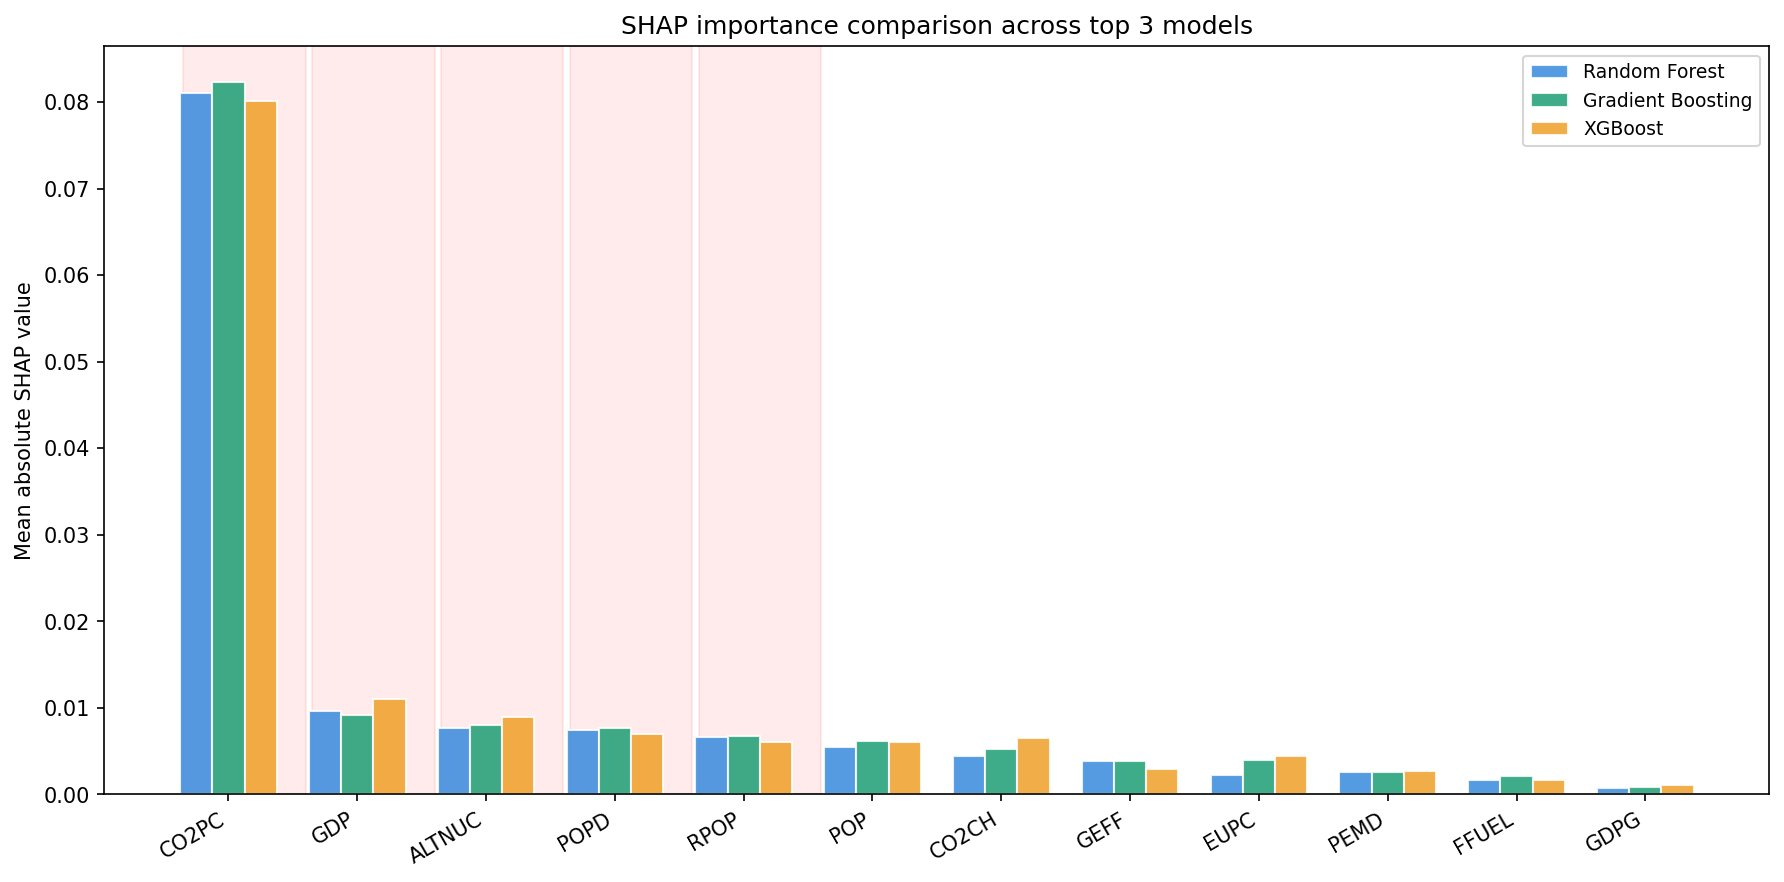 SHAP importance comparison across top 3 models
Random Forest
Gradient Boosting
XGBoost
Mean absolute SHAP value
0.08
0.07
0.06
0.05
0.04
0.03
0.02
0.01
0.00
CO2PC
GDP
ALTNUC
POPD
RPOP
POP
CO2CH
GEFF
EUPC
PEMD
FFUEL
GDPG